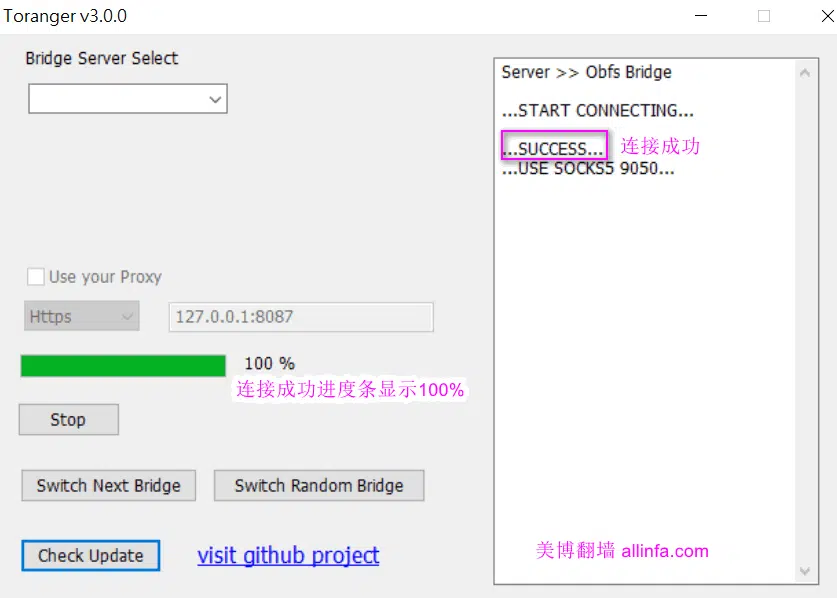 Toranger v3.0.0
Bridge Server Select
Server >> Obfs Bridge
...START CONNECTING...
...SUCCESS...
连接成功
...USE SOCKS5 9050...
Use your Proxy
Https
127.0.0.1:8087
100 %
连接成功进度条显示100%
Stop
Switch Next Bridge
Switch Random Bridge
Check Update
visit github project
美博翻墙 allinfa.com